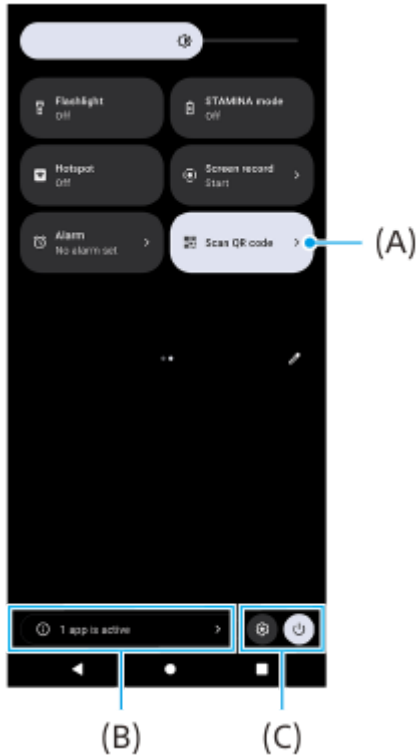 Flashlight
Off
STAMINA mode
Off
Hotspot
Off
Screen record
Start
Alarm
No alarm set
Scan QR code
(A)
1 app is active
(B)
(C)